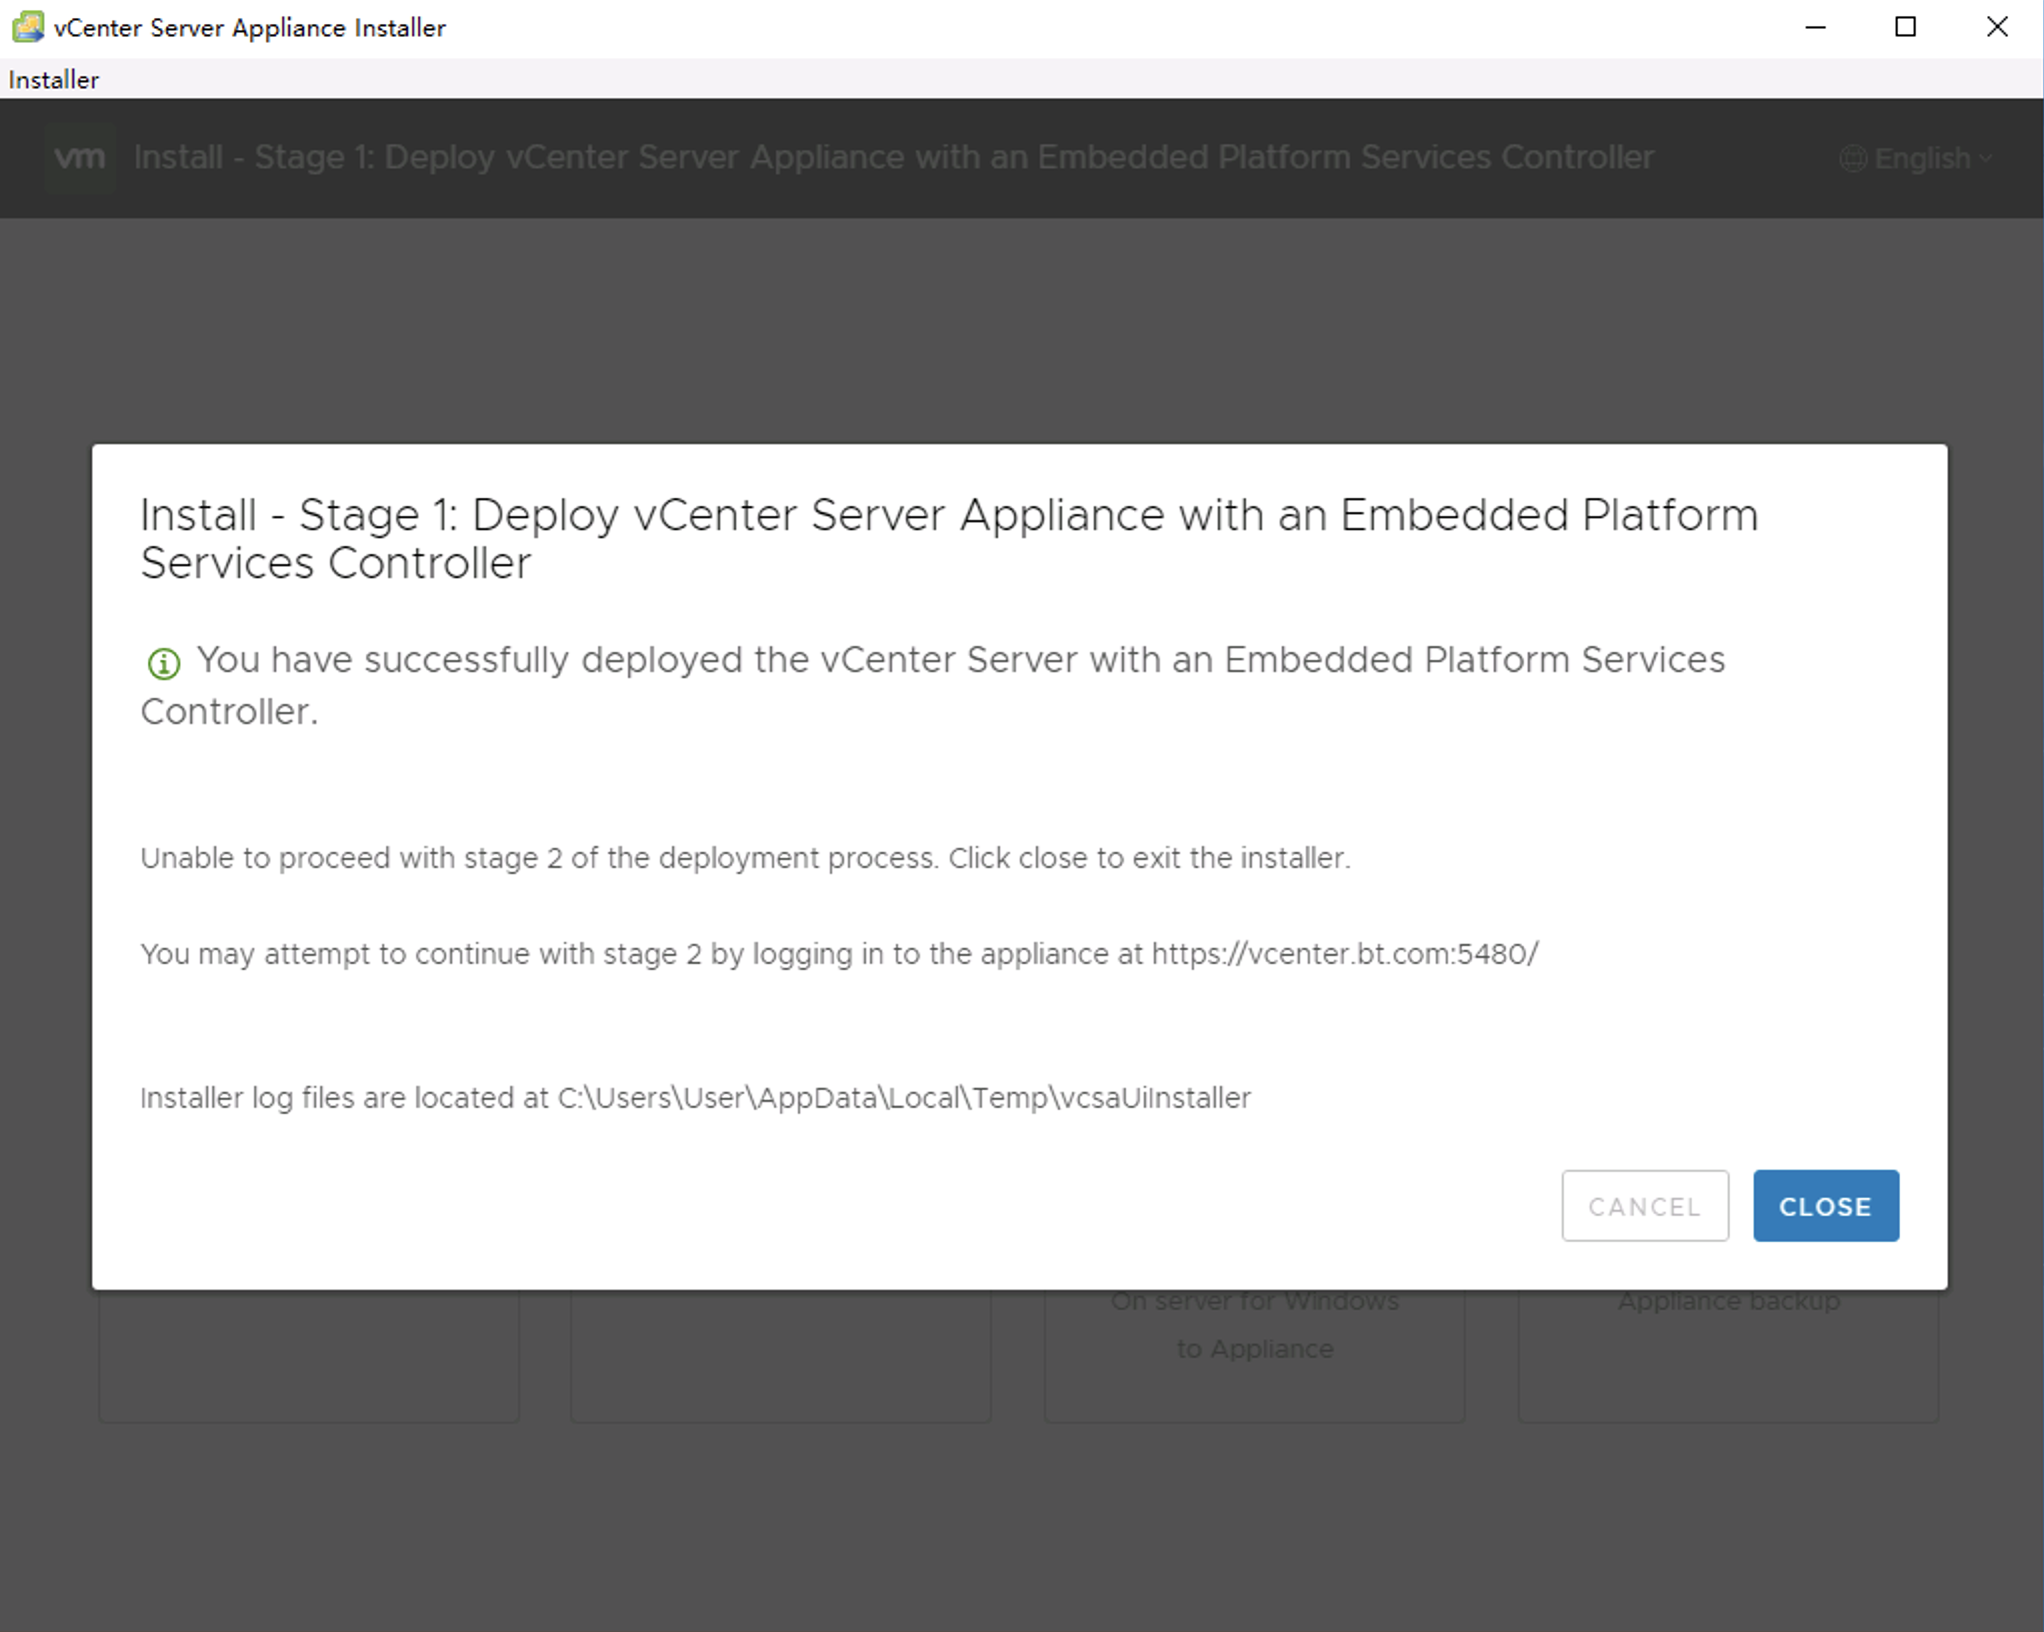 vCenter Server Appliance Installer
Installer
vm Install - Stage 1: Deploy vCenter Server Appliance with an Embedded Platform Services Controller English
Install - Stage 1: Deploy vCenter Server Appliance with an Embedded Platform
Services Controller
You have successfully deployed the vCenter Server with an Embedded Platform Services
Controller.
Unable to proceed with stage 2 of the deployment process. Click close to exit the installer.
You may attempt to continue with stage 2 by logging in to the appliance at https://vcenter.bt.com:5480/
Installer log files are located at C:\Users\User\AppData\Local\Temp\vcsaUiInstaller
CANCEL CLOSE
On server for Windows
to Appliance
Appliance backup